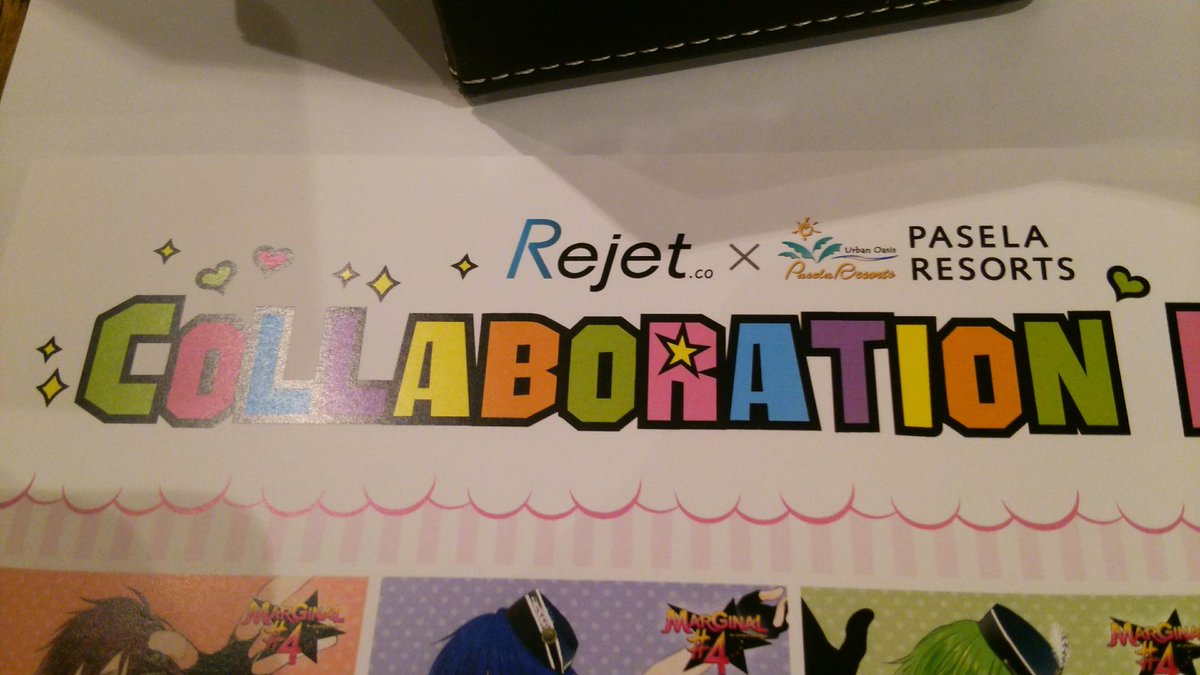 Rejet.co × Urban Oasis Pasela Resorts PASELA RESORTS
COLLABORATION
MARGINAL #4
MARGINAL #4
MARGINAL #4